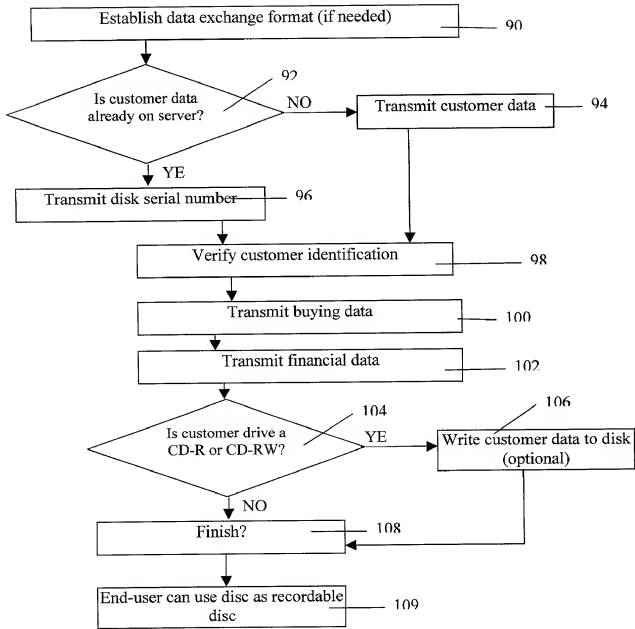 Establish data exchange format (if needed)
90
92
Is customer data
already on server?
NO
Transmit customer data
94
YE
Transmit disk serial number
96
Verify customer identification
98
Transmit buying data
100
Transmit financial data
102
104
106
Is customer drive a
CD-R or CD-RW?
YE
Write customer data to disk
(optional)
NO
Finish?
108
End-user can use disc as recordable
disc
109